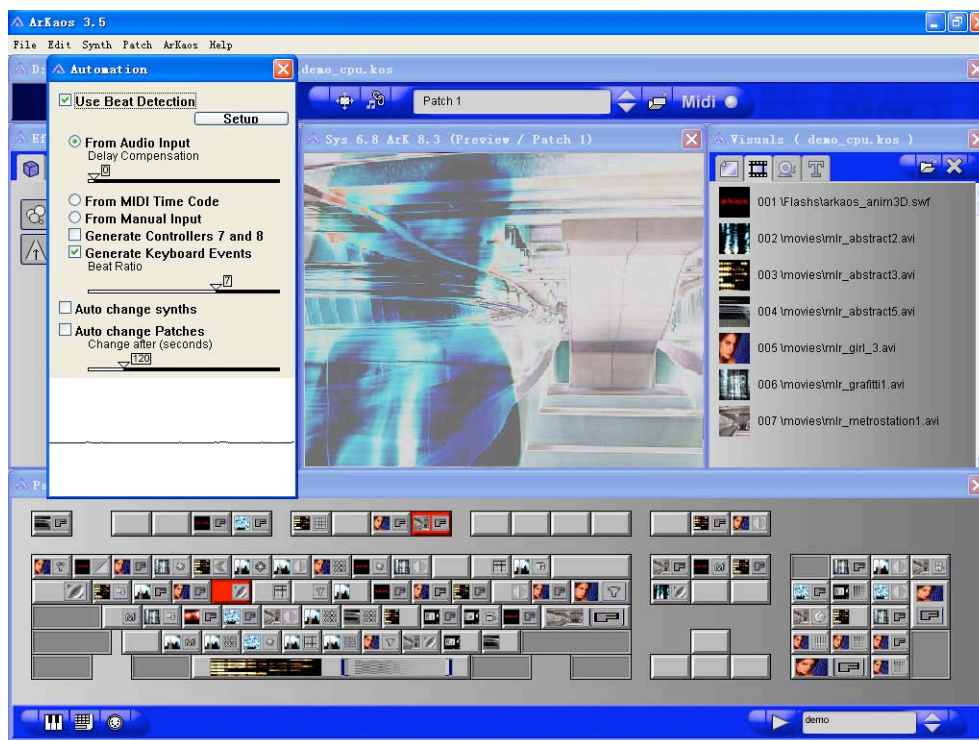 ArKaos 3.5
File Edit Synth Patch ArKaos Help
D: demo_cpu.kos
Automation
Use Beat Detection
Setup
From Audio Input
Delay Compensation
0
From MIDI Time Code
From Manual Input
Generate Controllers 7 and 8
Generate Keyboard Events
Beat Ratio
7
Auto change synths
Auto change Patches
Change after (seconds)
120
Patch 1
Midi
Ef
Sys 6.8 ArK 8.3 (Preview / Patch 1)
Visuals ( demo_cpu.kos )
T
001 \Flashs\arkaos_anim3D.swf
002 \movies\mlr_abstract2.avi
003 \movies\mlr_abstract3.avi
004 \movies\mlr_abstract5.avi
005 \movies\mlr_girl_3.avi
006 \movies\mlr_grafitti1.avi
007 \movies\mlr_metrostation1.avi
Pa
demo